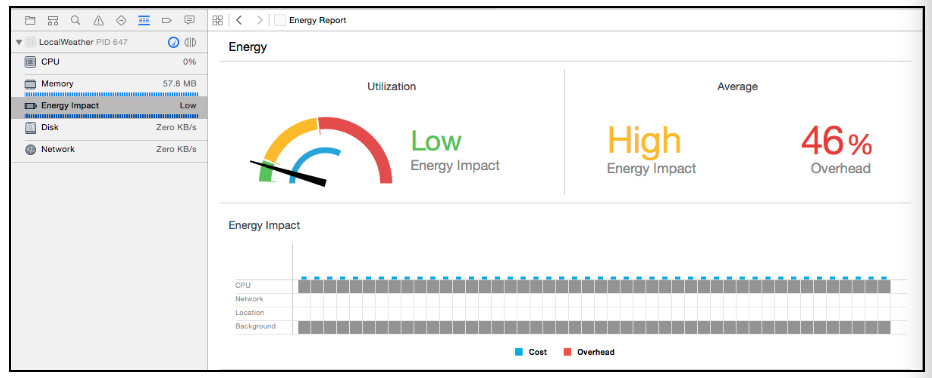 Energy Report
LocalWeather PID 647
CPU 0%
Memory 57.8 MB
Energy Impact Low
Disk Zero KB/s
Network Zero KB/s
Energy
Utilization
Low
Energy Impact
Average
High
Energy Impact
46%
Overhead
Energy Impact
CPU
Network
Location
Background
Cost Overhead